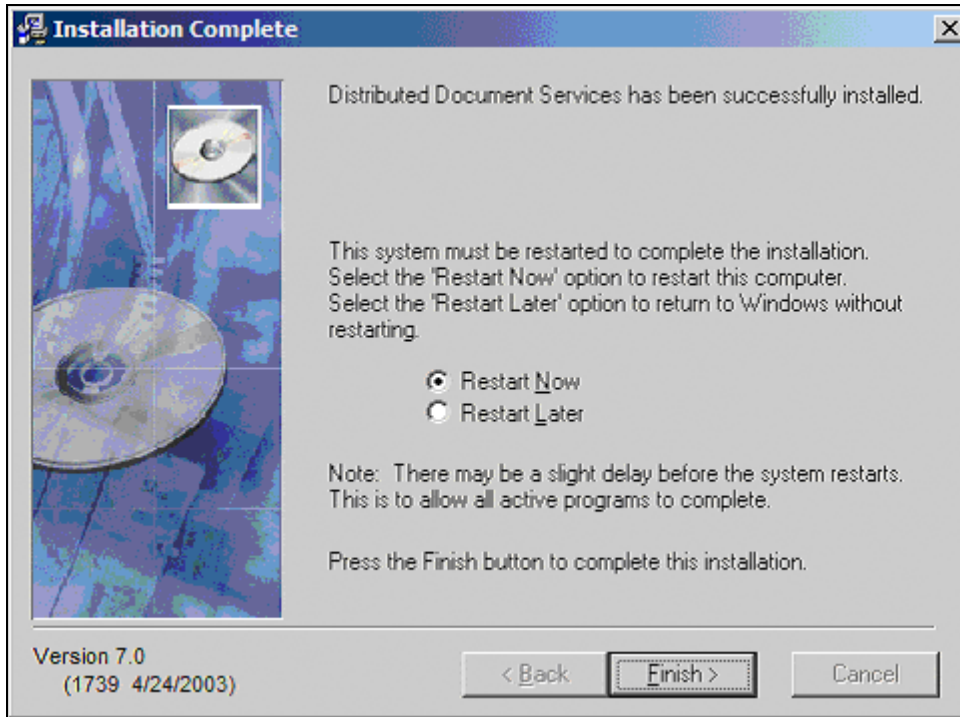 Installation Complete
Distributed Document Services has been successfully installed.
This system must be restarted to complete the installation.
Select the 'Restart Now' option to restart this computer.
Select the 'Restart Later' option to return to Windows without
restarting.
Restart Now
Restart Later
Note:  There may be a slight delay before the system restarts.
This is to allow all active programs to complete.
Press the Finish button to complete this installation.
Version 7.0
(1739  4/24/2003)
< Back
Finish >
Cancel